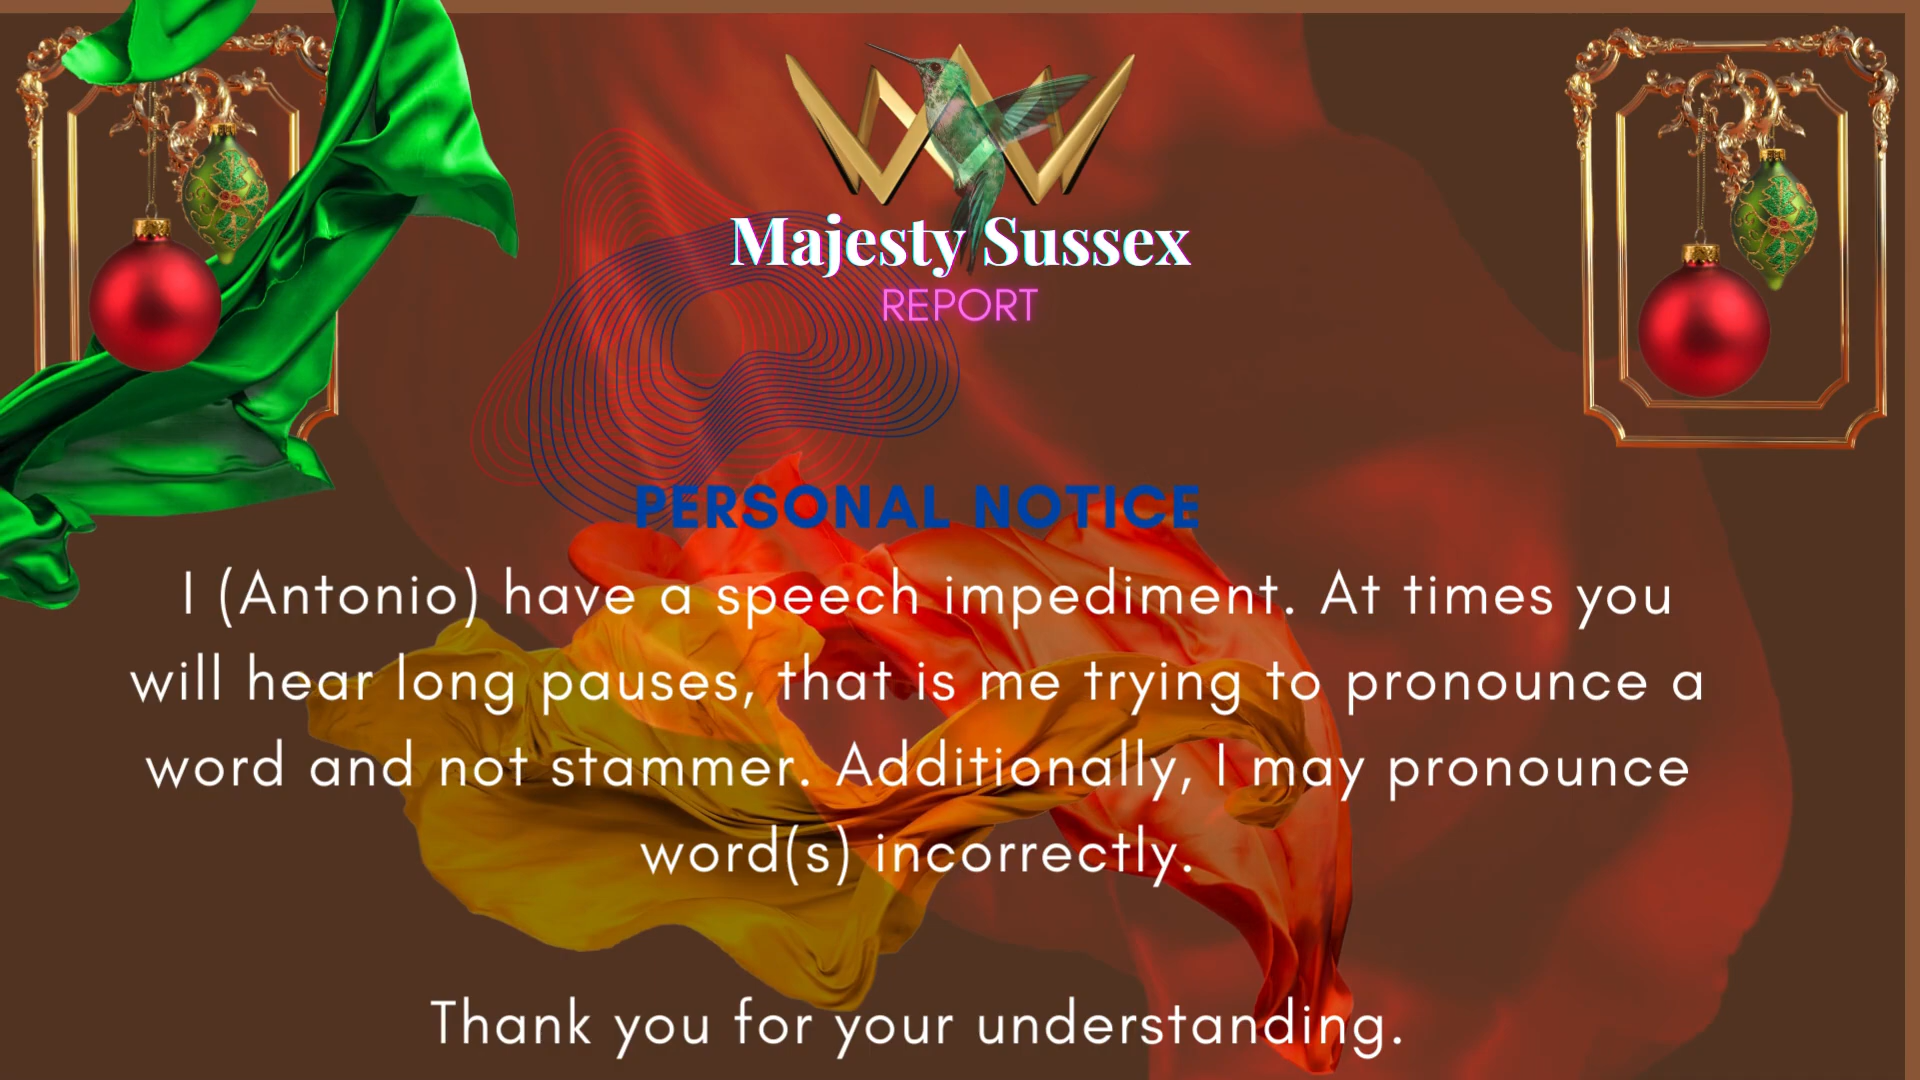 Majesty Sussex
REPORT
PERSONAL NOTICE
I (Antonio) have a speech impediment. At times you
will hear long pauses, that is me trying to pronounce a
word and not stammer. Additionally, I may pronounce
word(s) incorrectly.
Thank you for your understanding.